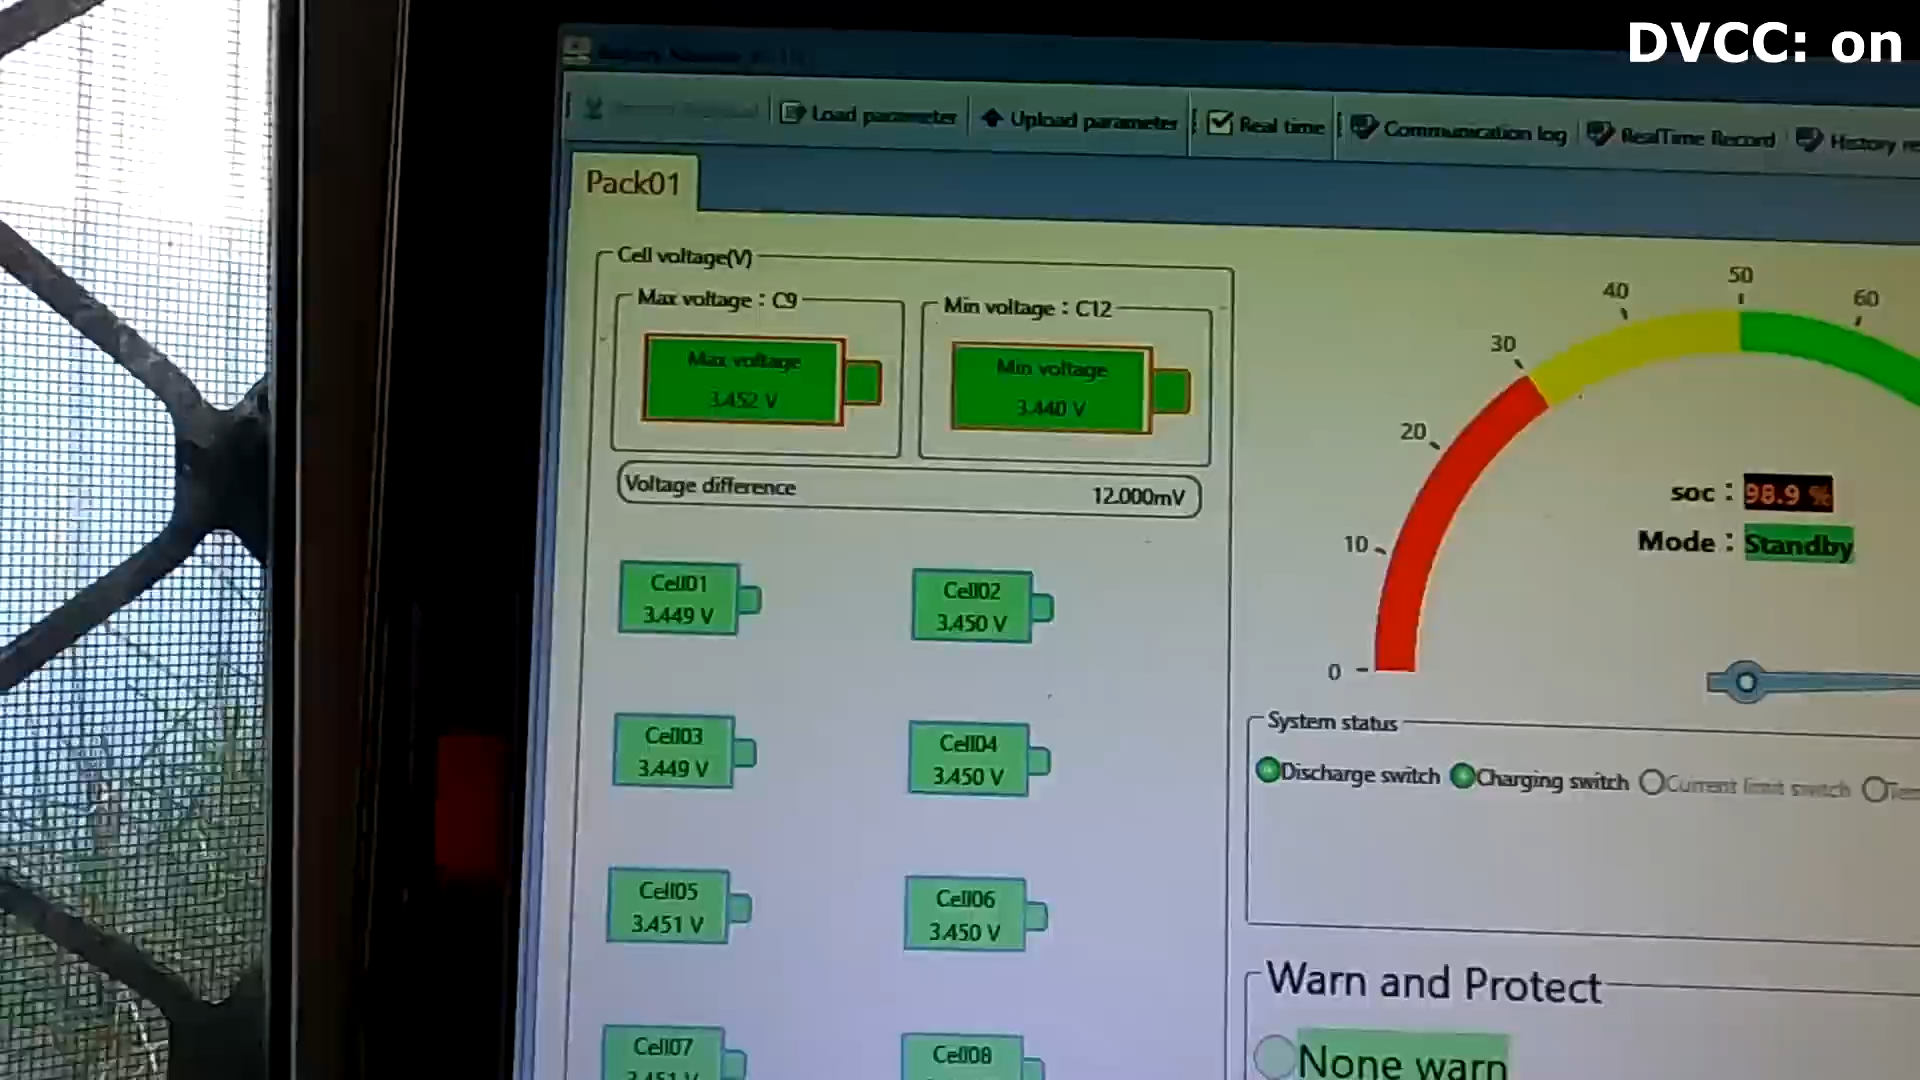 DVCC: on
Load parameter
Upload parameter
Real time
Communication log
RealTime Record
History
Pack01
Cell voltage(V)
Max voltage : C9
Min voltage : C12
Max voltage
3.452 V
Min voltage
3.440 V
Voltage difference 12.000mV
Cell01
3.449 V
Cell02
3.450 V
Cell03
3.449 V
Cell04
3.450 V
Cell05
3.451 V
Cell06
3.450 V
Cell07
3.451 V
Cell08
0
10
20
30
40
50
60
soc : 98.9 %
Mode : Standby
System status
Discharge switch
Charging switch
Current limit switch
Warn and Protect
None warn